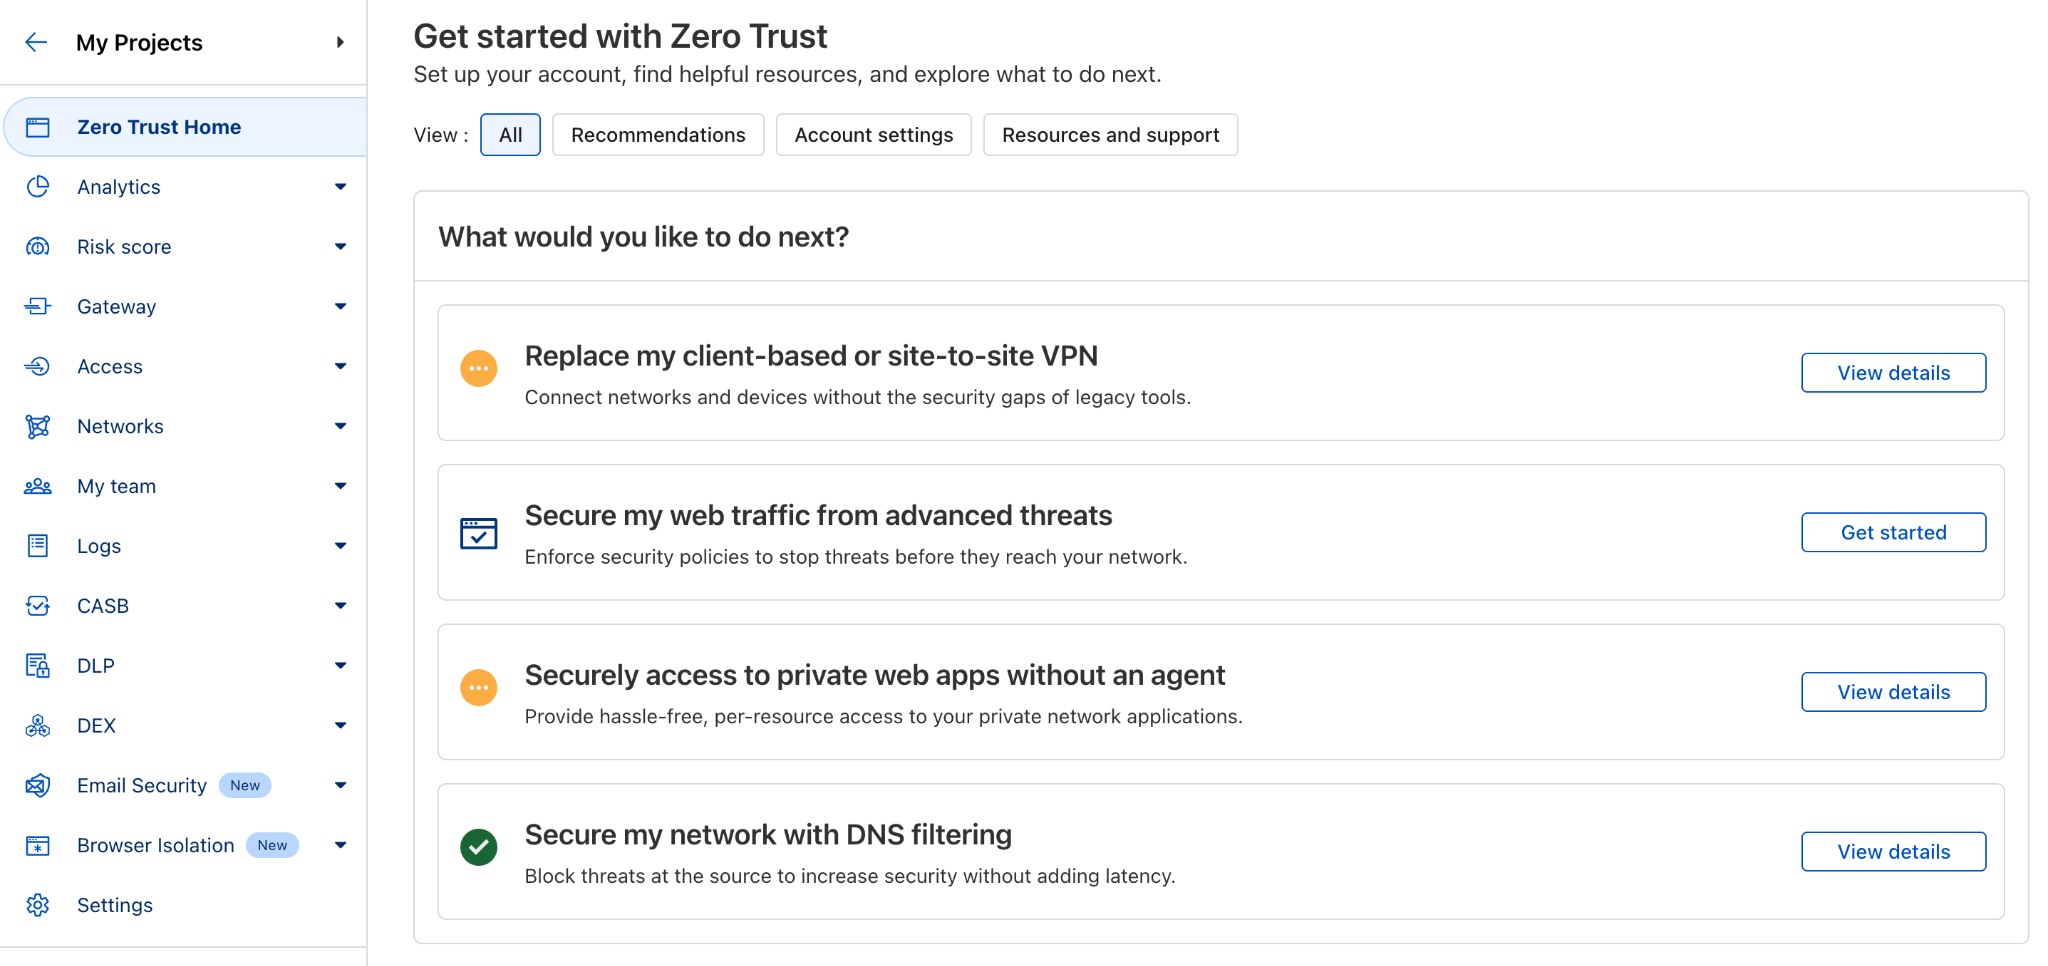 My Projects
Zero Trust Home
Analytics
Risk score
Gateway
Access
Networks
My team
Logs
CASB
DLP
DEX
Email Security New
Browser Isolation New
Settings
Get started with Zero Trust
Set up your account, find helpful resources, and explore what to do next.
View : All Recommendations Account settings Resources and support
What would you like to do next?
Replace my client-based or site-to-site VPN
Connect networks and devices without the security gaps of legacy tools.
View details
Secure my web traffic from advanced threats
Enforce security policies to stop threats before they reach your network.
Get started
Securely access to private web apps without an agent
Provide hassle-free, per-resource access to your private network applications.
View details
Secure my network with DNS filtering
Block threats at the source to increase security without adding latency.
View details